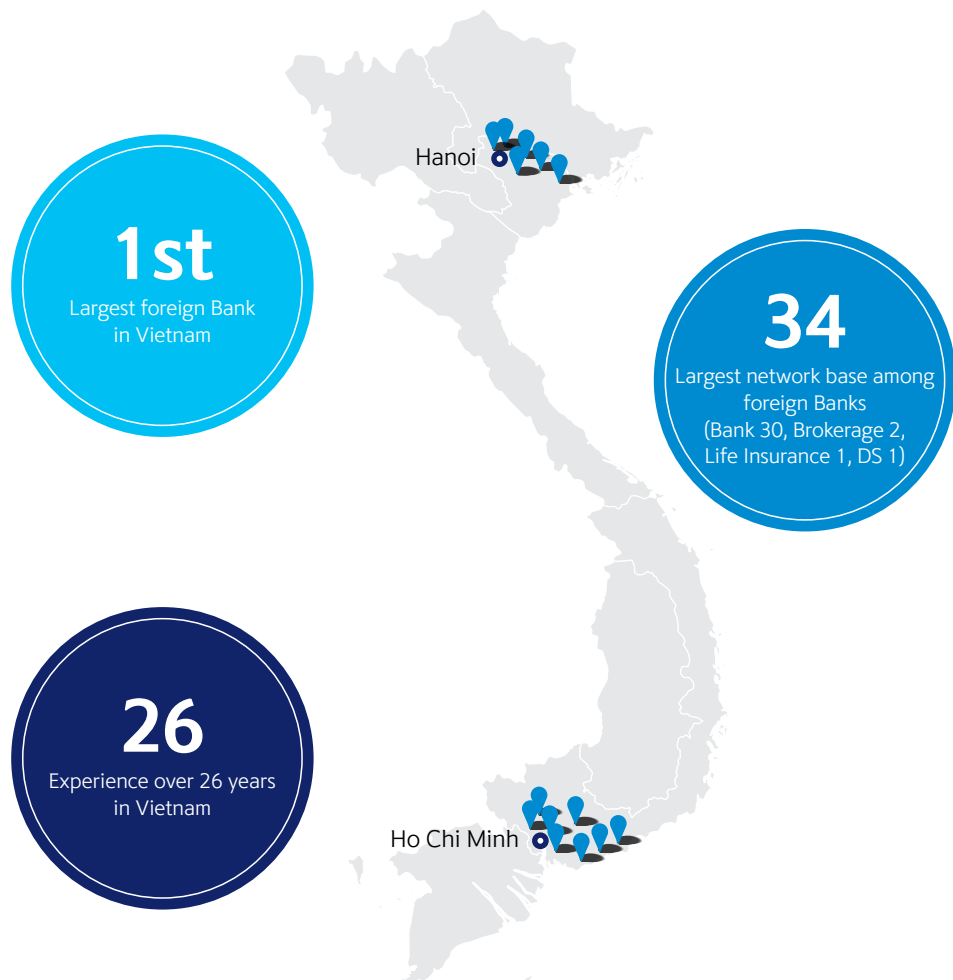 Hanoi
1st
Largest foreign Bank
in Vietnam
34
Largest network base among
foreign Banks
(Bank 30, Brokerage 2,
Life Insurance 1, DS 1)
26
Experience over 26 years
in Vietnam
Ho Chi Minh